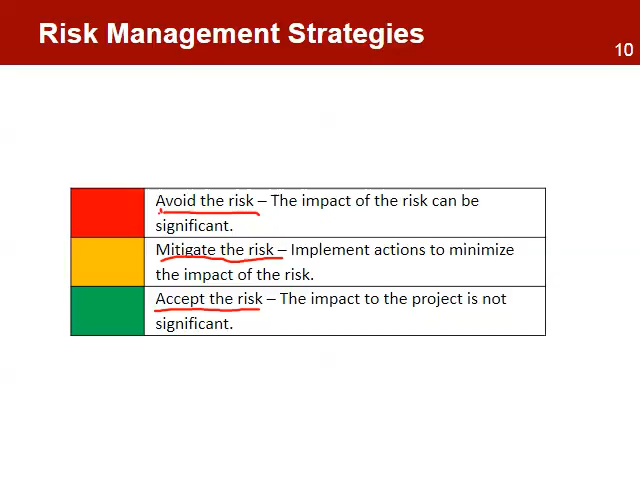 Risk Management Strategies
10
Avoid the risk – The impact of the risk can be
significant.
Mitigate the risk – Implement actions to minimize
the impact of the risk.
Accept the risk – The impact to the project is not
significant.